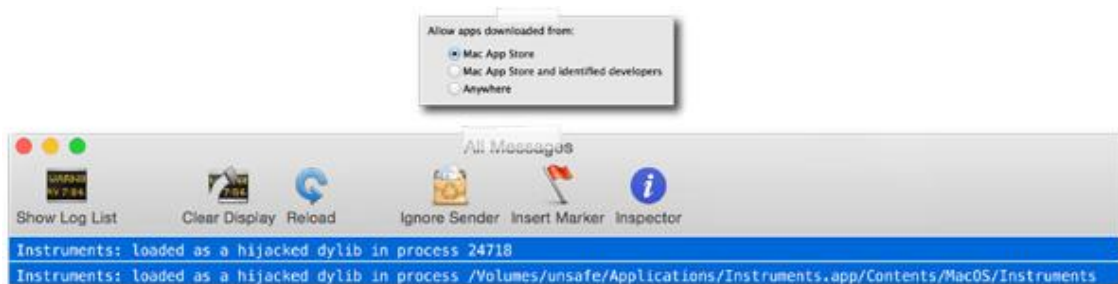 Allow apps downloaded from:
Mac App Store
Mac App Store and identified developers
Anywhere
All Messages
Show Log List
Clear Display
Reload
Ignore Sender
Insert Marker
Inspector
Instruments: loaded as a hijacked dylib in process 24718
Instruments: loaded as a hijacked dylib in process /Volumes/unsafe/Applications/Instruments.app/Contents/MacOS/Instruments